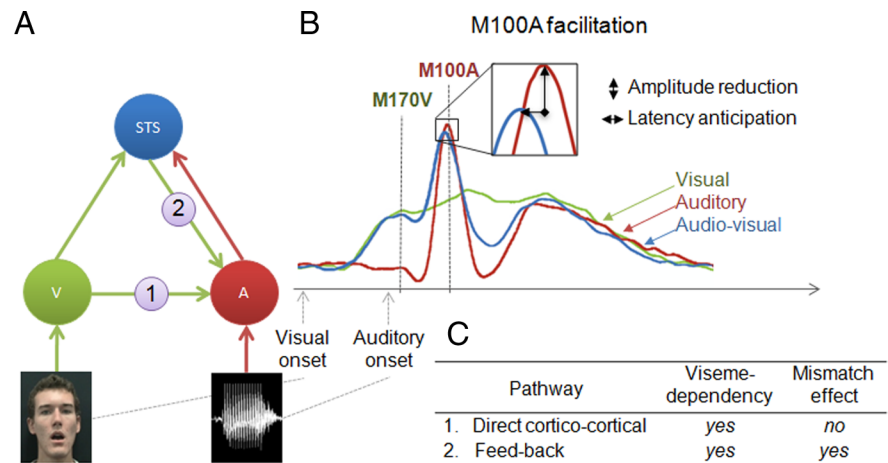 A
STS
2
V
1
A
B
M100A facilitation
M100A
M170V
Amplitude reduction
Latency anticipation
Visual
Auditory
Audio-visual
Visual
onset
Auditory
onset
C
Pathway
Viseme-
dependency
Mismatch
effect
1. Direct cortico-cortical yes no
2. Feed-back yes yes